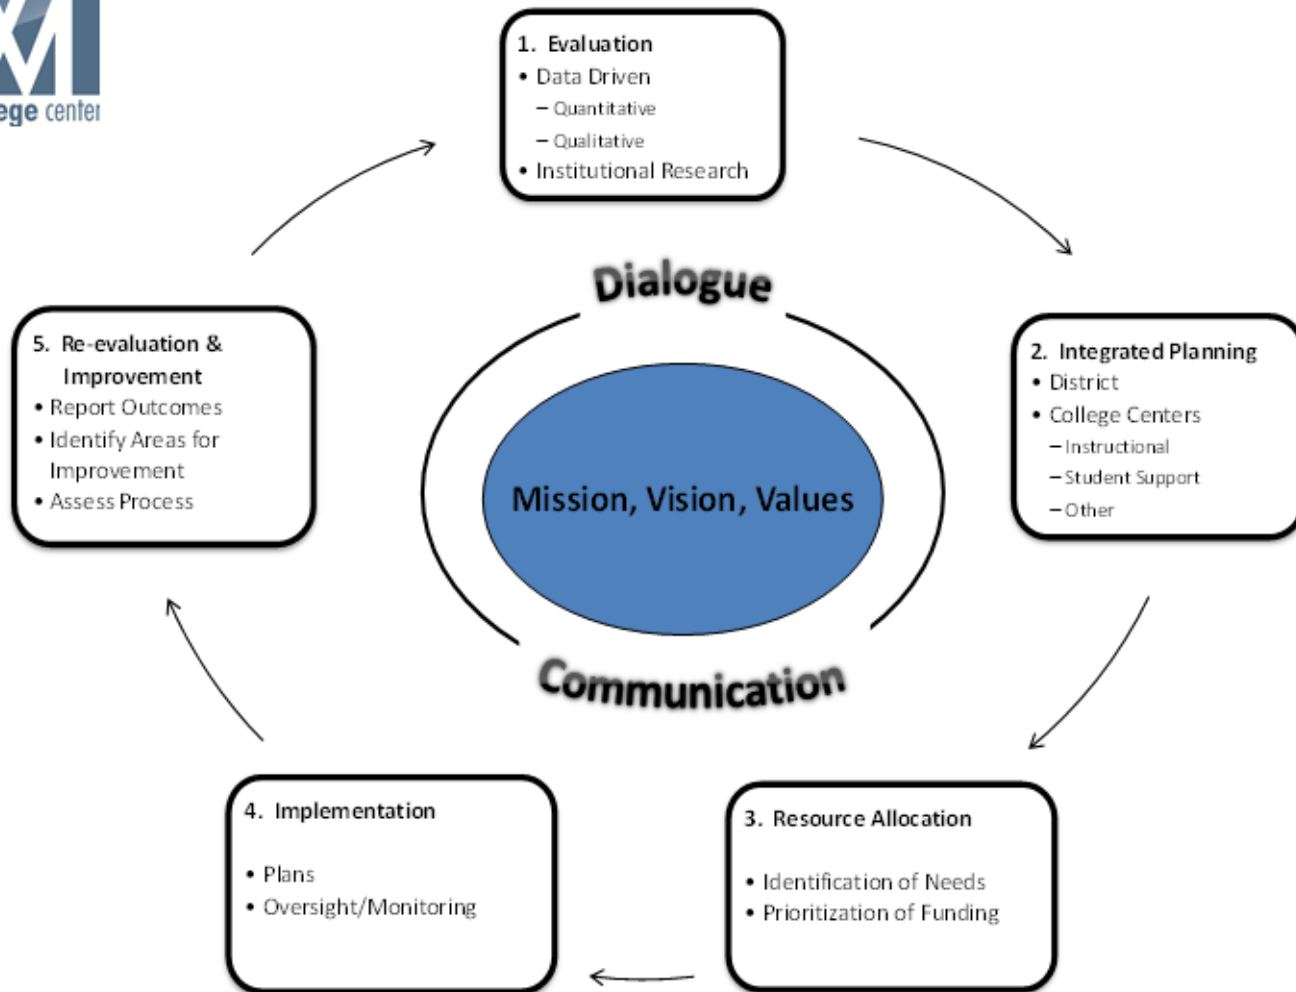 ege center
1. Evaluation
• Data Driven
– Quantitative
– Qualitative
• Institutional Research
Dialogue
5. Re-evaluation &
Improvement
• Report Outcomes
• Identify Areas for
Improvement
• Assess Process
2. Integrated Planning
• District
• College Centers
– Instructional
– Student Support
– Other
Mission, Vision, Values
Communication
4. Implementation
• Plans
• Oversight/Monitoring
3. Resource Allocation
• Identification of Needs
• Prioritization of Funding